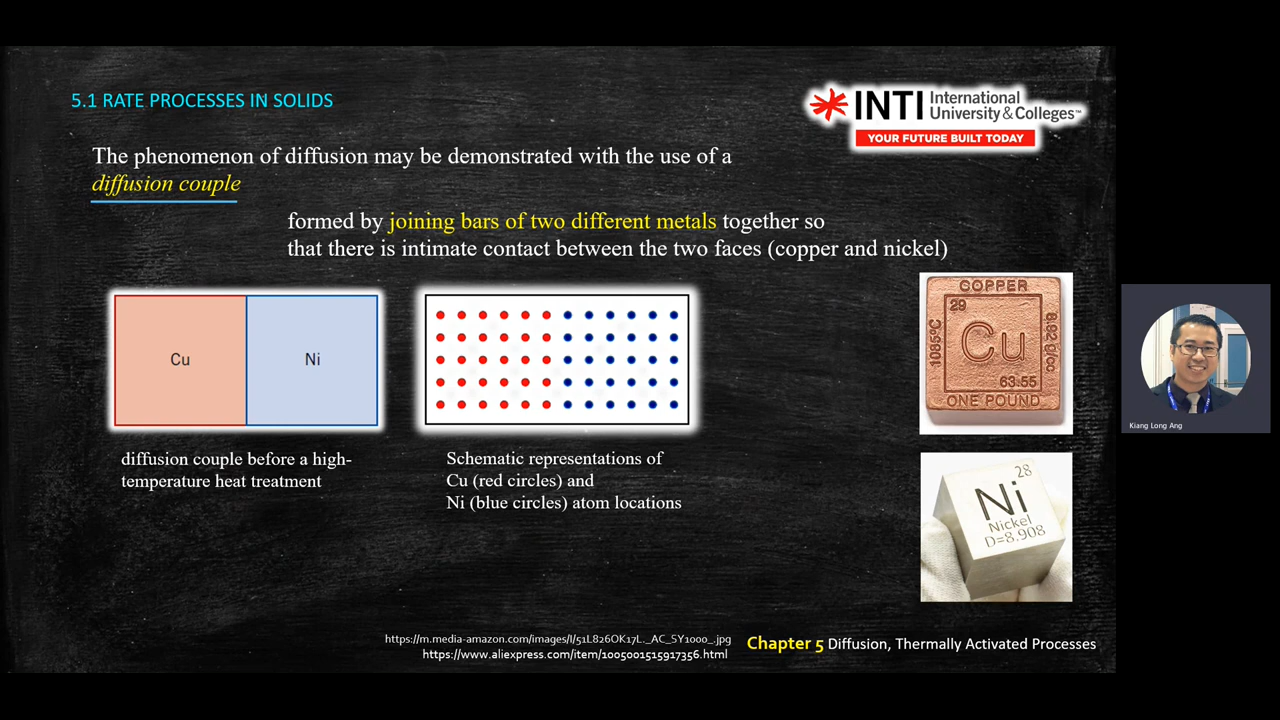 5.1 RATE PROCESSES IN SOLIDS
INTI International
University & Colleges™
YOUR FUTURE BUILT TODAY
The phenomenon of diffusion may be demonstrated with the use of a
diffusion couple
formed by joining bars of two different metals together so
that there is intimate contact between the two faces (copper and nickel)
Cu
Ni
diffusion couple before a high-
temperature heat treatment
Schematic representations of
Cu (red circles) and
Ni (blue circles) atom locations
COPPER
29
Cu
1085°C
8.92 g/cc
63.55
ONE POUND
28
Ni
Nickel
D=8.908
Kiang Long Ang
https://m.media-amazon.com/images/I/51L826OK17L._AC_SY1000_.jpg
https://www.aliexpress.com/item/1005001515917356.html
Chapter 5 Diffusion, Thermally Activated Processes